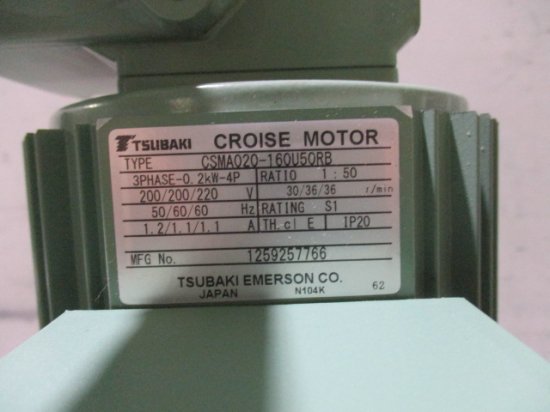 TSUBAKI CROISE MOTOR
TYPE CSMA020-160U50RB
3PHASE-0.2kW-4P RATIO 1:50
200/200/220 V 30/36/36 r/min
50/60/60 Hz RATING S1
1.2/1.1/1.1 A TH.cl E IP20
MFG No. 1259257766
TSUBAKI EMERSON CO.
JAPAN N104K 62